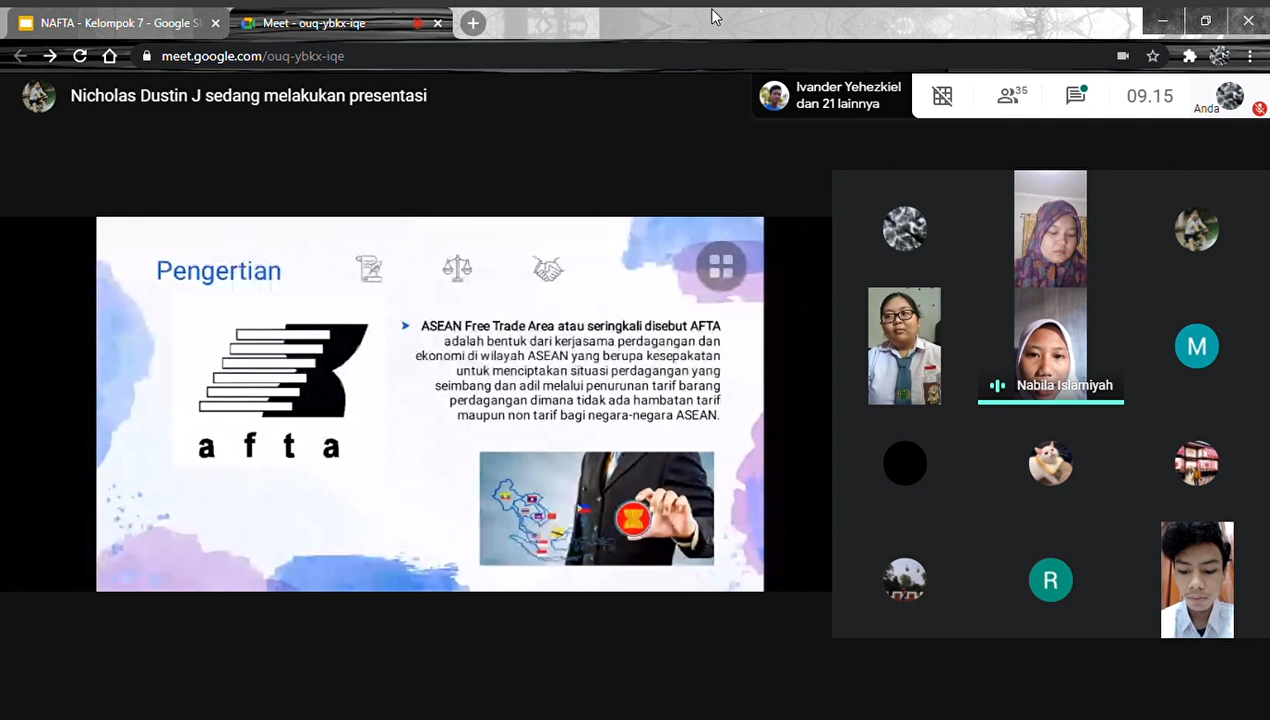 NAFTA - Kelompok 7 - Google Sl
Meet - ouq-ybkx-iqe
meet.google.com/ouq-ybkx-iqe
Nicholas Dustin J sedang melakukan presentasi
Ivander Yehezkiel
dan 21 lainnya
35
09.15
Anda
Pengertian
ASEAN Free Trade Area atau seringkali disebut AFTA
adalah bentuk dari kerjasama perdagangan dan
ekonomi di wilayah ASEAN yang berupa kesepakatan
untuk menciptakan situasi perdagangan yang
seimbang dan adil melalui penurunan tarif barang
perdagangan dimana tidak ada hambatan tarif
maupun non tarif bagi negara-negara ASEAN.
afta
M
Nabila Islamiyah
R